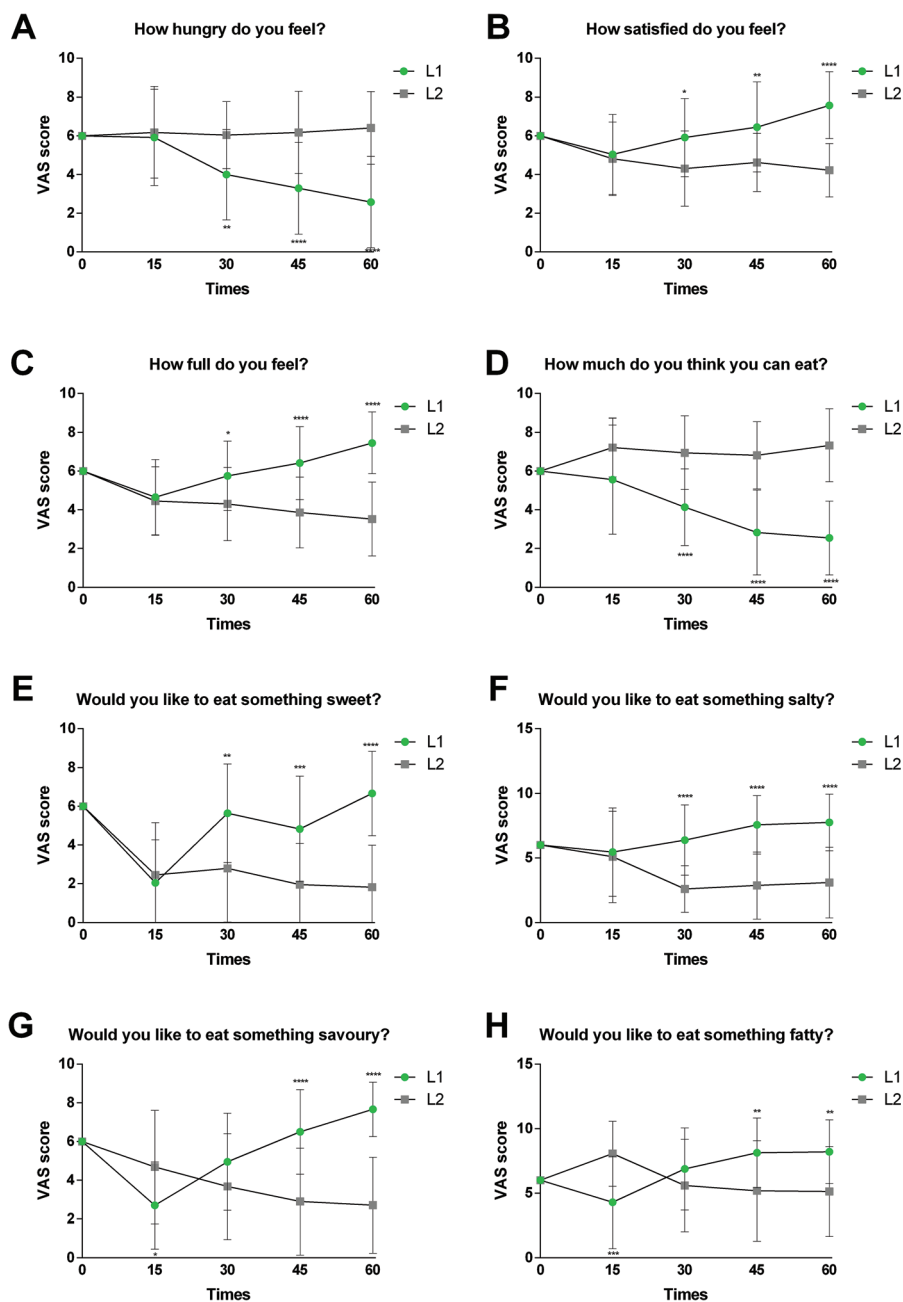 A
How hungry do you feel?
VAS score
10
8
6
4
2
0
0 15 30 45 60
Times
L1
L2
**
****
****
B
How satisfied do you feel?
VAS score
10
8
6
4
2
0
0 15 30 45 60
Times
L1
L2
*
**
****
C
How full do you feel?
VAS score
10
8
6
4
2
0
0 15 30 45 60
Times
L1
L2
*
****
****
D
How much do you think you can eat?
VAS score
10
8
6
4
2
0
0 15 30 45 60
Times
L1
L2
****
****
****
E
Would you like to eat something sweet?
VAS score
10
8
6
4
2
0
0 15 30 45 60
Times
L1
L2
**
***
****
F
Would you like to eat something salty?
VAS score
15
10
5
0
0 15 30 45 60
Times
L1
L2
****
****
****
G
Would you like to eat something savoury?
VAS score
10
8
6
4
2
0
0 15 30 45 60
Times
L1
L2
*
****
****
H
Would you like to eat something fatty?
VAS score
15
10
5
0
0 15 30 45 60
Times
L1
L2
***
**
**